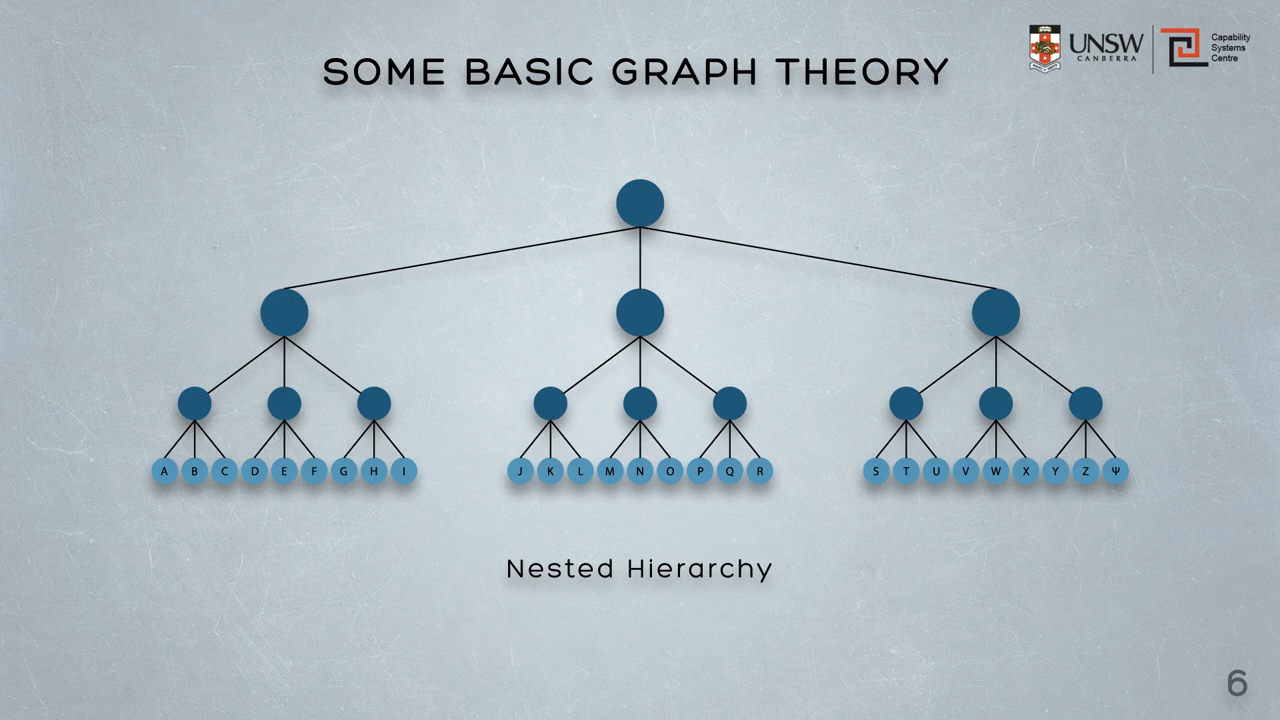 SOME BASIC GRAPH THEORY
UNSW
CANBERRA
Capability
Systems
Centre
A B C D E F G H I J K L M N O P Q R S T U V W X Y Z Ψ
Nested Hierarchy
6